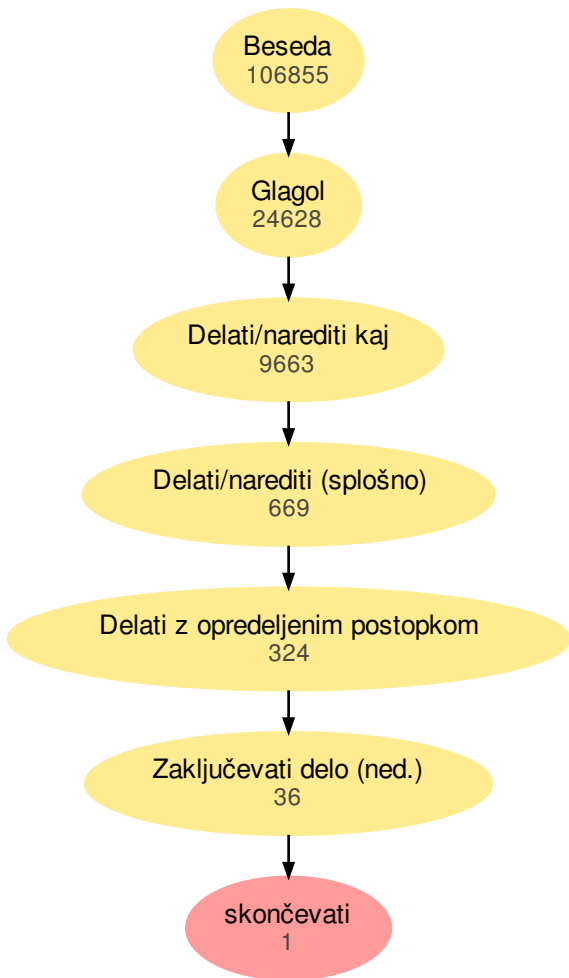 Beseda
106855
Glagol
24628
Delati/narediti kaj
9663
Delati/narediti (splošno)
669
Delati z opredeljenim postopkom
324
Zaključevati delo (ned.)
36
skončevati
1